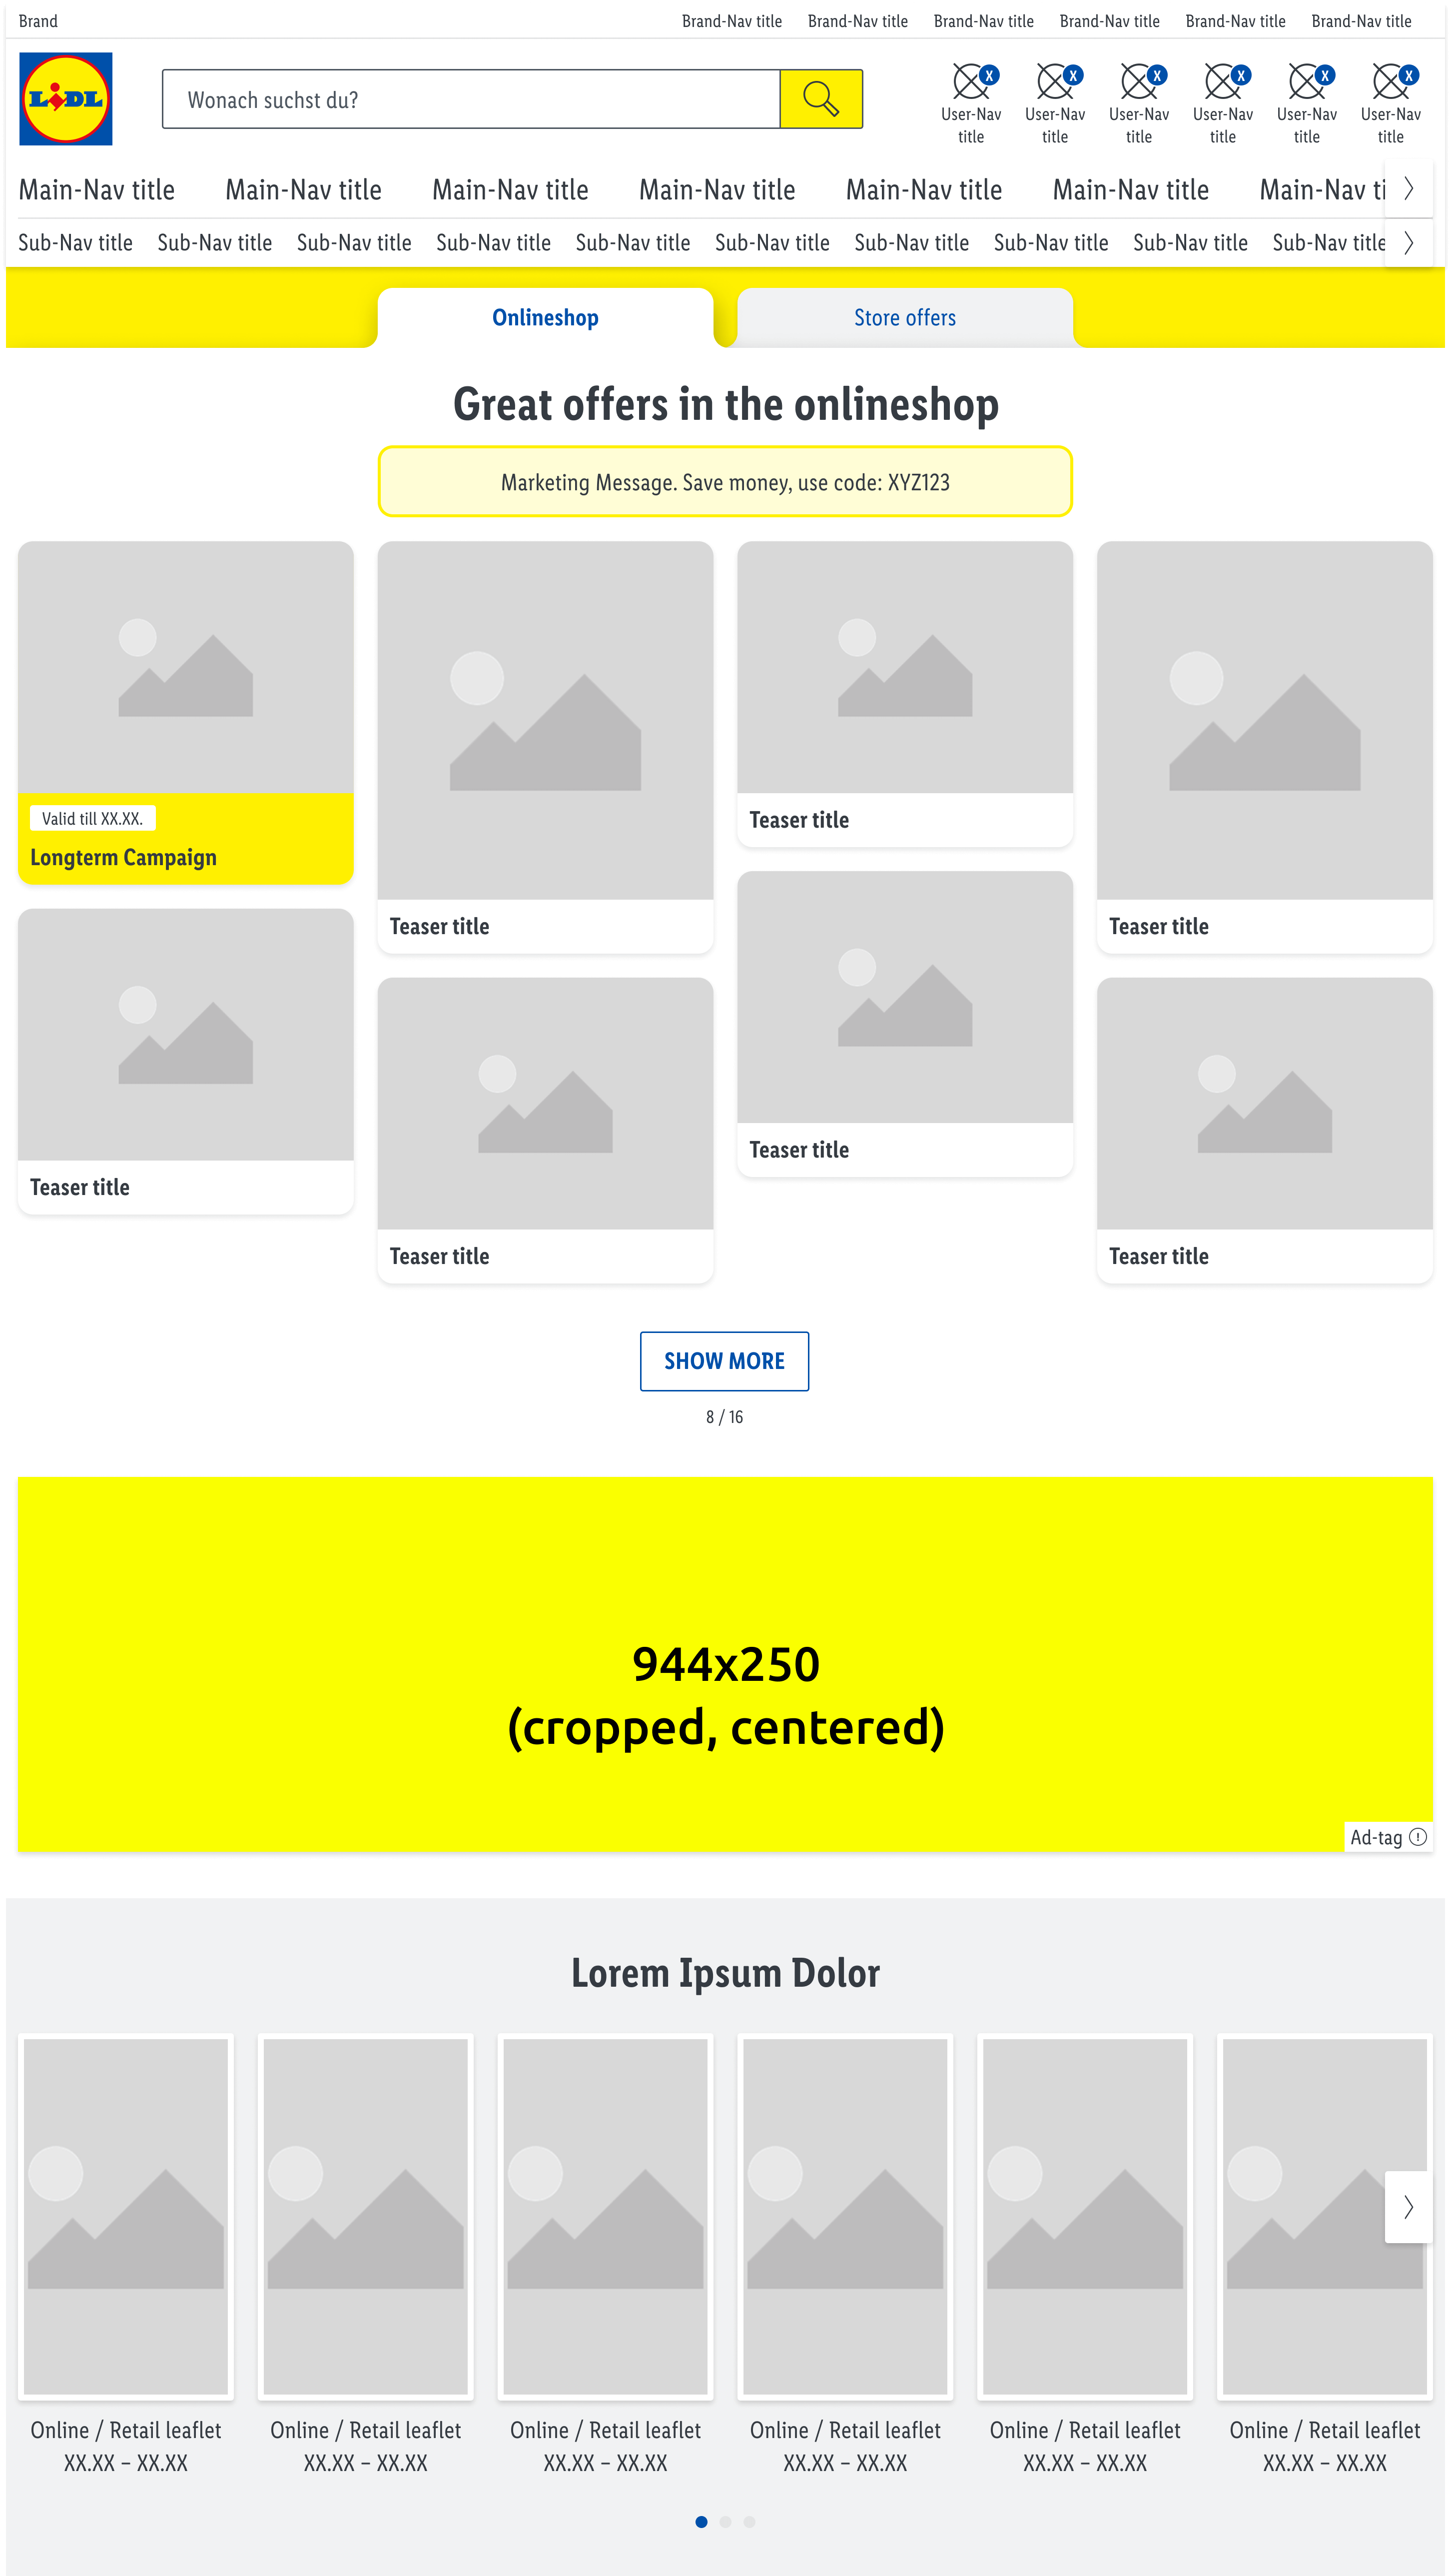 Brand
Brand-Nav title Brand-Nav title Brand-Nav title Brand-Nav title Brand-Nav title Brand-Nav title
LIDL
Wonach suchst du?
X X X X X X
User-Nav title
User-Nav title
User-Nav title
User-Nav title
User-Nav title
User-Nav title
Main-Nav title Main-Nav title Main-Nav title Main-Nav title Main-Nav title Main-Nav title Main-Nav ti
Sub-Nav title Sub-Nav title Sub-Nav title Sub-Nav title Sub-Nav title Sub-Nav title Sub-Nav title Sub-Nav title Sub-Nav title Sub-Nav title
Onlineshop Store offers
Great offers in the onlineshop
Marketing Message. Save money, use code: XYZ123
Valid till XX.XX.
Longterm Campaign
Teaser title
Teaser title
Teaser title
Teaser title
Teaser title
Teaser title
Teaser title
SHOW MORE
8 / 16
944x250
(cropped, centered)
Ad-tag
Lorem Ipsum Dolor
Online / Retail leaflet Online / Retail leaflet Online / Retail leaflet Online / Retail leaflet Online / Retail leaflet Online / Retail leaflet
XX.XX – XX.XX XX.XX – XX.XX XX.XX – XX.XX XX.XX – XX.XX XX.XX – XX.XX XX.XX – XX.XX